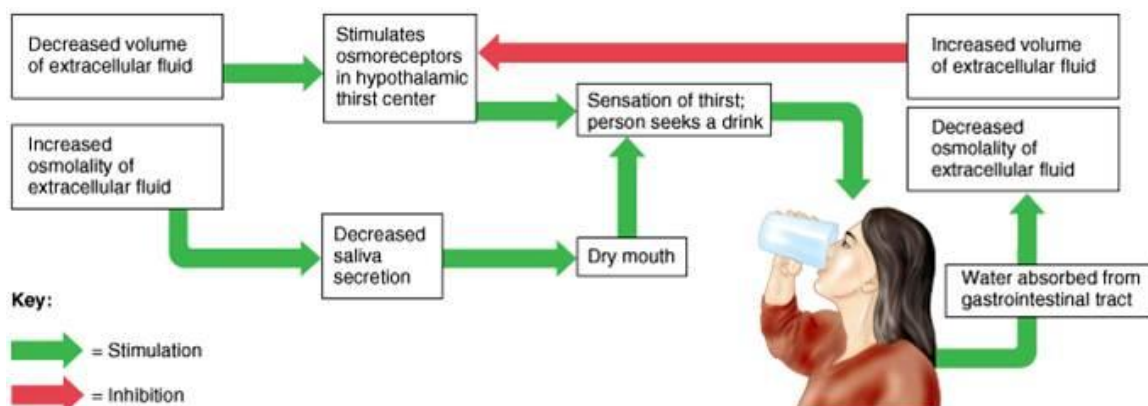 Decreased volume
of extracellular fluid
Stimulates
osmoreceptors
in hypothalamic
thirst center
Increased volume
of extracellular fluid
Sensation of thirst;
person seeks a drink
Increased
osmolality of
extracellular fluid
Decreased
osmolality of
extracellular fluid
Decreased
saliva
secretion
Dry mouth
Water absorbed from
gastrointestinal tract
Key:
= Stimulation
= Inhibition